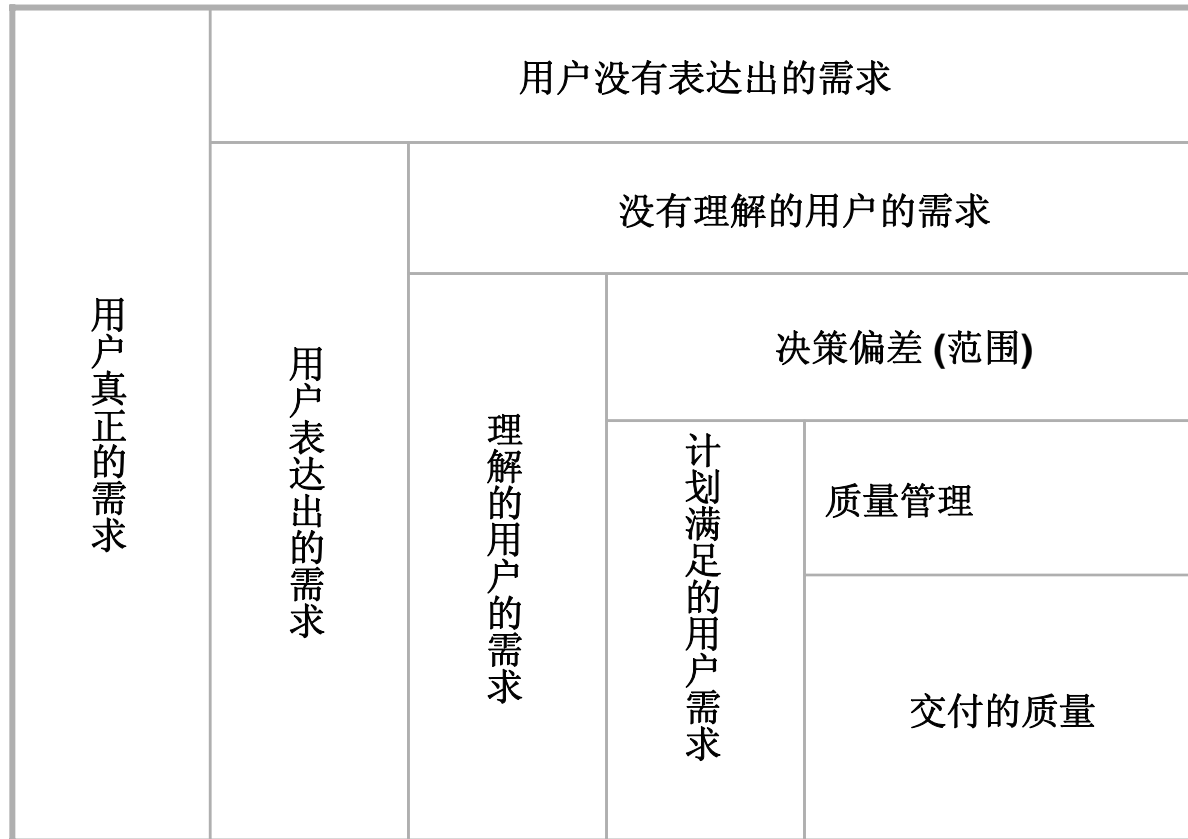 用户没有表达出的需求
没有理解的用户的需求
决策偏差 (范围)
质量管理
交付的质量
用户真正的需求
用户表达出的需求
理解的用户的需求
计划满足的用户需求